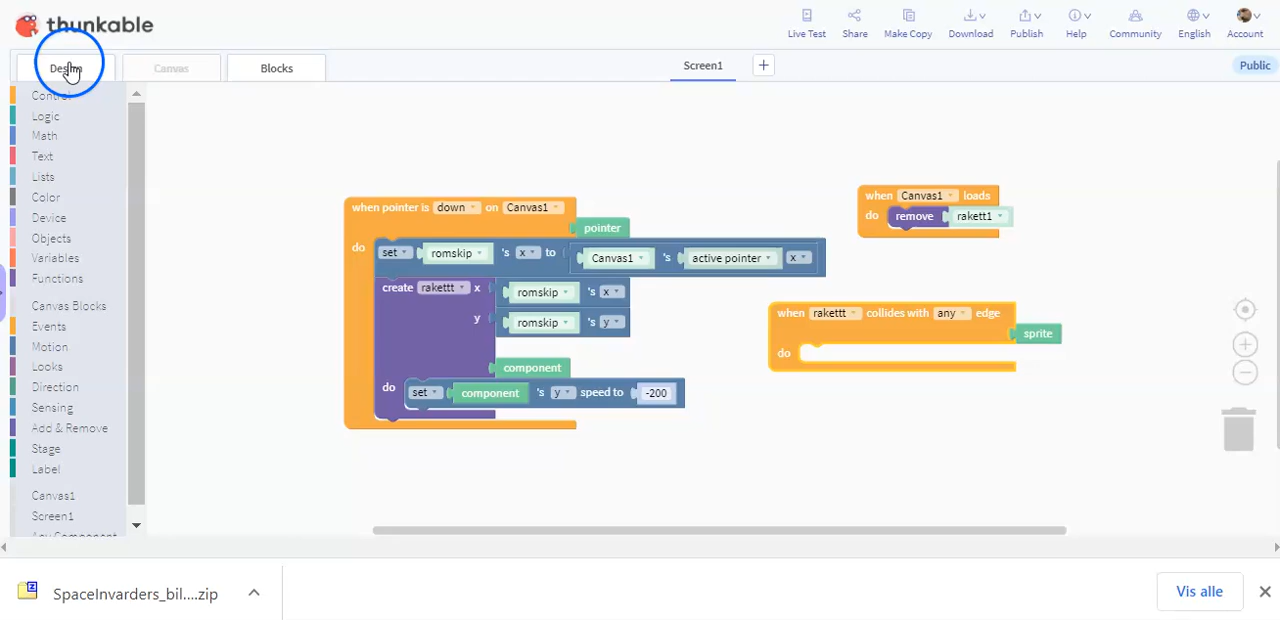 thunkable
Live Test
Share
Make Copy
Download
Publish
Help
Community
English
Account
Design
Canvas
Blocks
Screen1
+
Public
Control
Logic
Math
Text
Lists
Color
Device
Objects
Variables
Functions
Canvas Blocks
Events
Motion
Looks
Direction
Sensing
Add & Remove
Stage
Label
Canvas1
Screen1
Any Component
when pointer is down on Canvas1
pointer
do set romskip 's x to Canvas1 's active pointer x
create rakettt x romskip 's x
y romskip 's y
component
do set component 's y speed to -200
when Canvas1 loads
do remove rakett1
when rakettt collides with any edge
sprite
do
SpaceInvarders_bil....zip
Vis alle